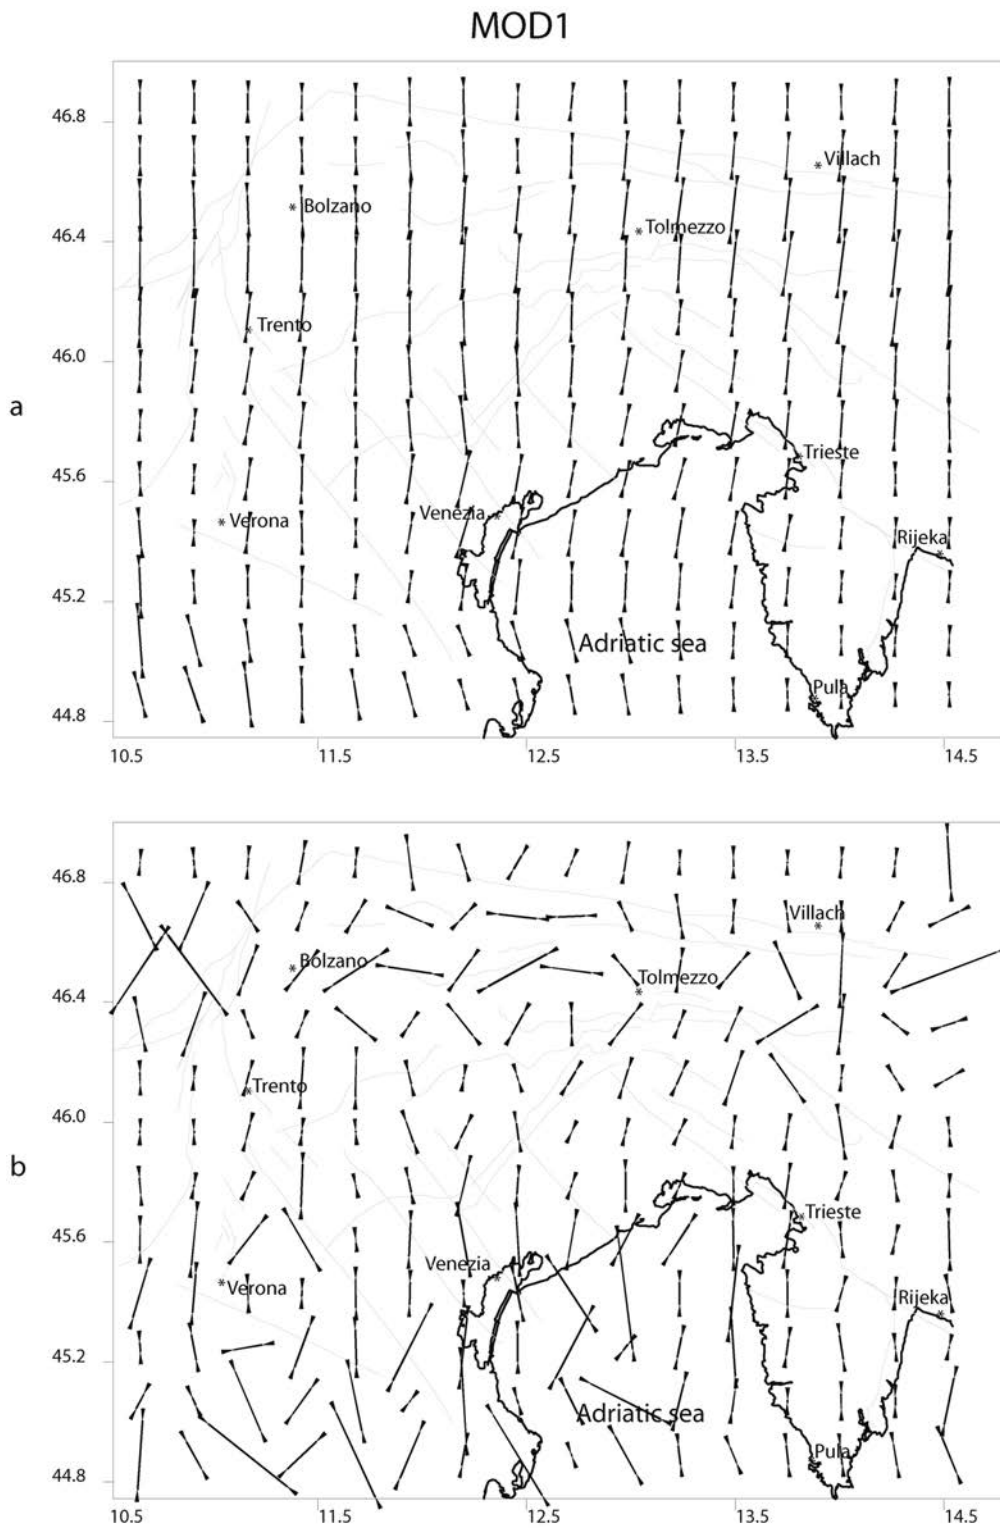 MOD1
46.8
Villach
Bolzano
46.4
Tolmezzo
Trento
46.0
a
Trieste
45.6
Venezia
Verona
Rijeka
45.2
Adriatic sea
Pula
44.8
10.5 11.5 12.5 13.5 14.5
46.8
Villach
Bolzano
Tolmezzo
46.4
Trento
46.0
b
Trieste
45.6
Venezia
Verona
Rijeka
45.2
Adriatic sea
Pula
44.8
10.5 11.5 12.5 13.5 14.5